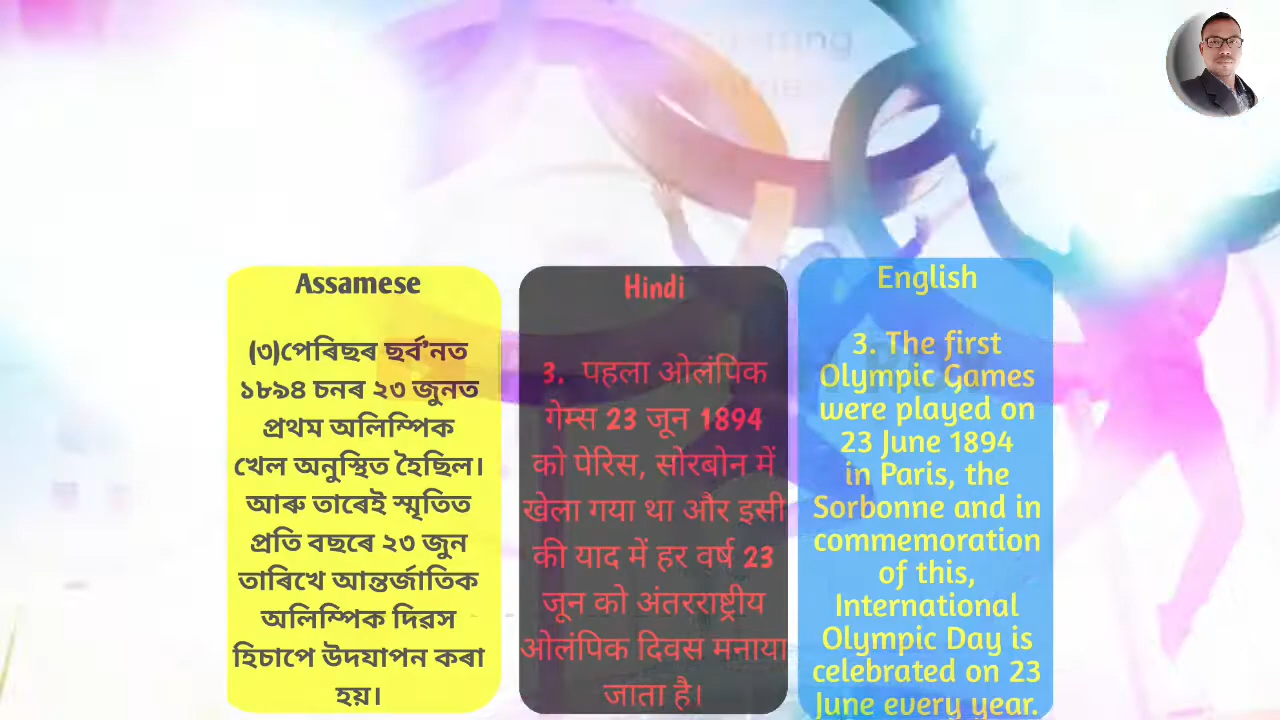 Assamese
(৩)পেৰিছৰ ছৰ্ব’নত
১৮৯৪ চনৰ ২৩ জুনত
প্ৰথম অলিম্পিক
খেল অনুস্থিত হৈছিল।
আৰু তাৰেই স্মৃতিত
প্ৰতি বছৰে ২৩ জুন
তাৰিখে আন্তৰ্জাতিক
অলিম্পিক দিৱস
হিচাপে উদযাপন কৰা
হয়।
Hindi
3. पहला ओलंपिक
गेम्स 23 जून 1894
को पेरिस, सोरबोन में
खेला गया था और इसी
की याद में हर वर्ष 23
जून को अंतरराष्ट्रीय
ओलंपिक दिवस मनाया
जाता है।
English
3. The first
Olympic Games
were played on
23 June 1894
in Paris, the
Sorbonne and in
commemoration
of this,
International
Olympic Day is
celebrated on 23
June every year.